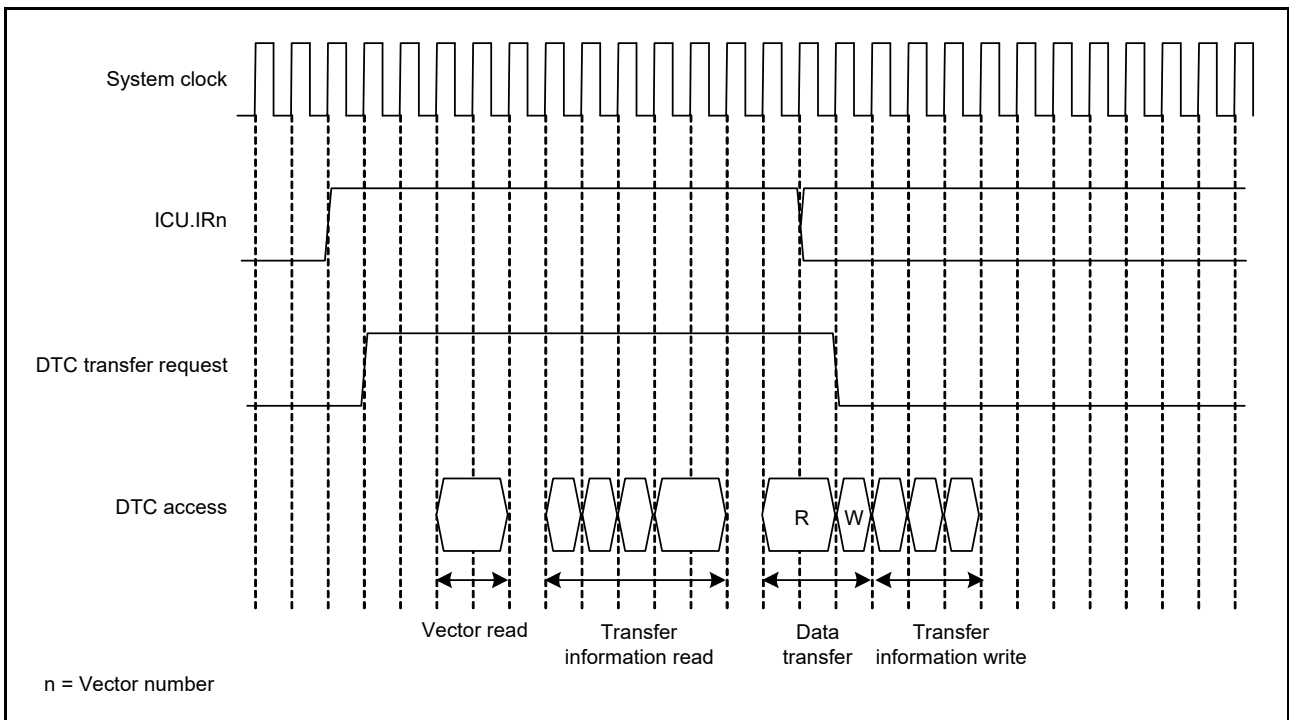 System clock
ICU.IRn
DTC transfer request
DTC access
R
W
Vector read
Transfer
information read
Data
transfer
Transfer
information write
n = Vector number